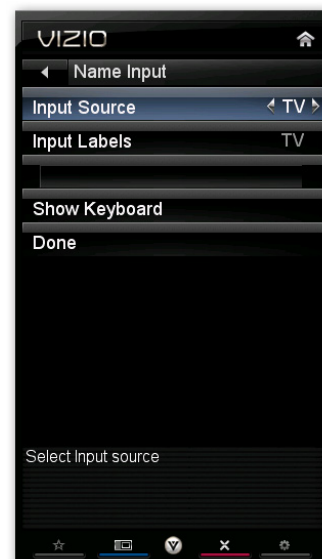 VIZIO
Name Input
Input Source TV
Input Labels TV
Show Keyboard
Done
Select Input source